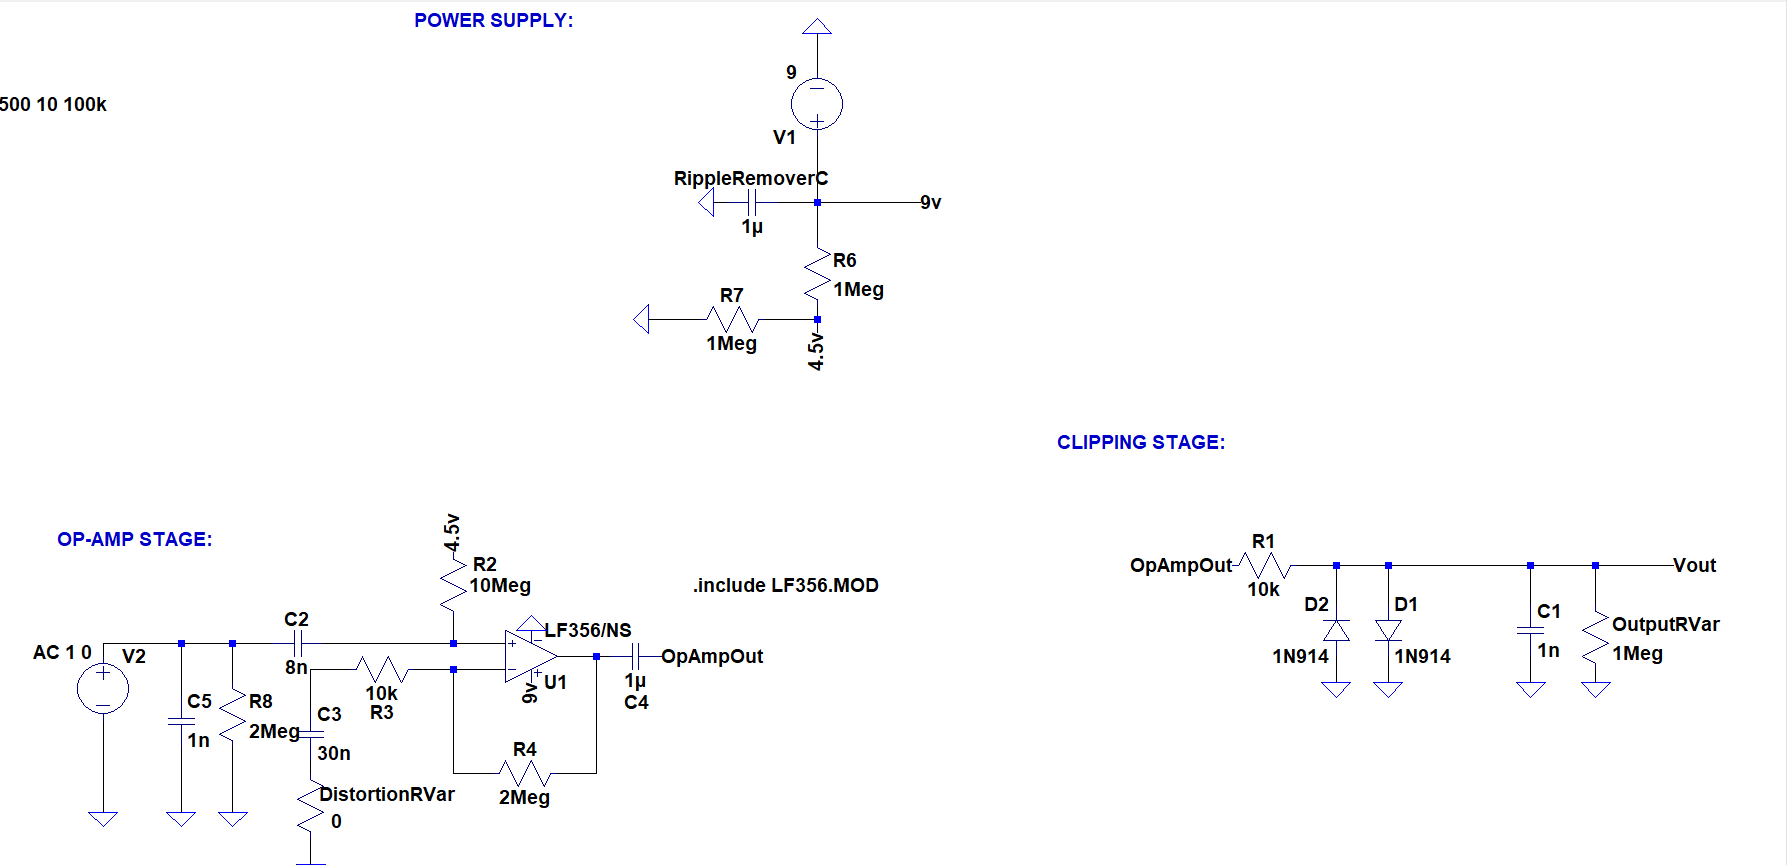 POWER SUPPLY:
500 10 100k
9
V1
RippleRemoverC
1µ
9v
R6
1Meg
R7
1Meg
4.5v
CLIPPING STAGE:
OP-AMP STAGE:
4.5v
R2
10Meg
.include LF356.MOD
C2
8n
AC 1 0
V2
LF356/NS
U1
9v
OpAmpOut
1µ
C4
10k
R3
C5
1n
R8
2Meg
C3
30n
R4
2Meg
DistortionRVar
0
OpAmpOut
R1
10k
Vout
D2
1N914
D1
1N914
C1
1n
OutputRVar
1Meg